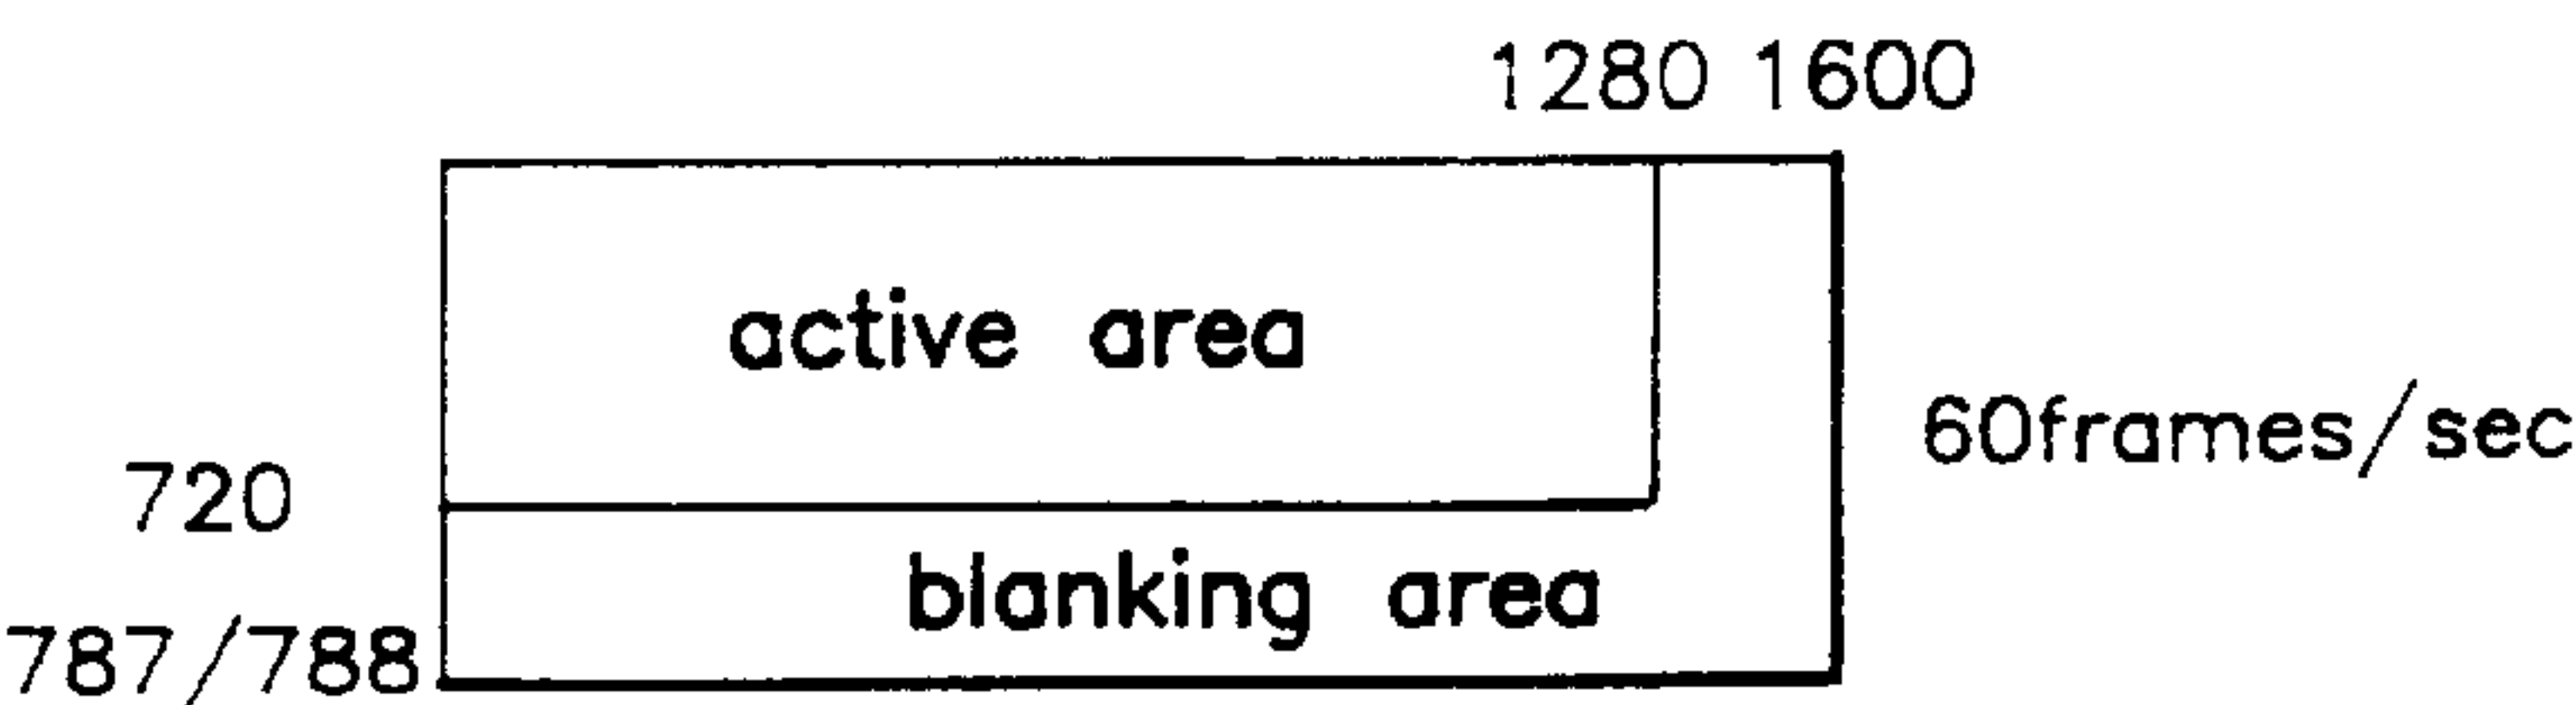 1280 1600
active area
60frames/sec
720
blanking area
787/788